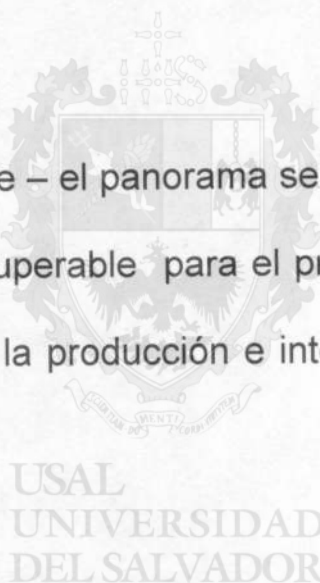 e – el panorama se
uperable para el pr
la producción e int
USAL
UNIVERSIDAD
DEL SALVADOR